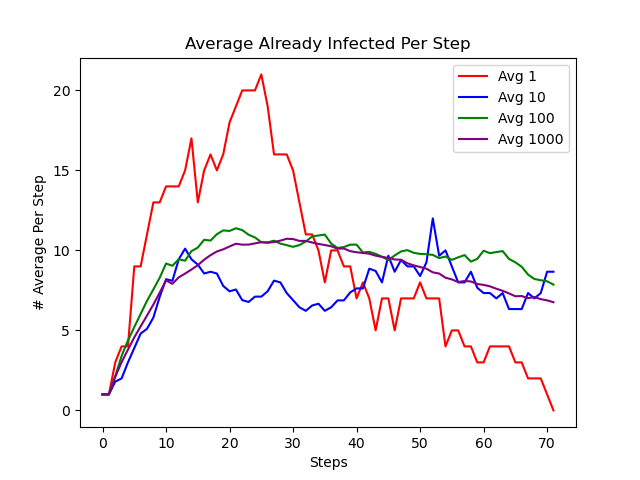 Average Already Infected Per Step
Avg 1
Avg 10
Avg 100
Avg 1000
# Average Per Step
20
15
10
5
0
0 10 20 30 40 50 60 70
Steps